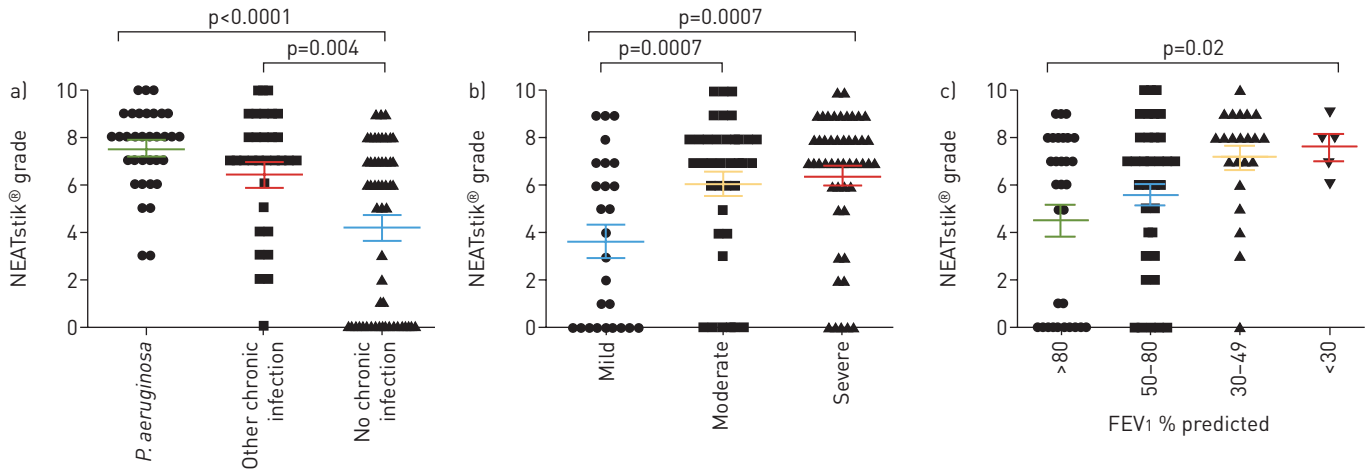 a)
p<0.0001
p=0.004
NEATstik® grade
10
8
6
4
2
0
P. aeruginosa
Other chronic
infection
No chronic
infection
b)
p=0.0007
p=0.0007
NEATstik® grade
10
8
6
4
2
0
Mild
Moderate
Severe
c)
p=0.02
NEATstik® grade
10
8
6
4
2
0
>80
50–80
30–49
<30
FEV1 % predicted